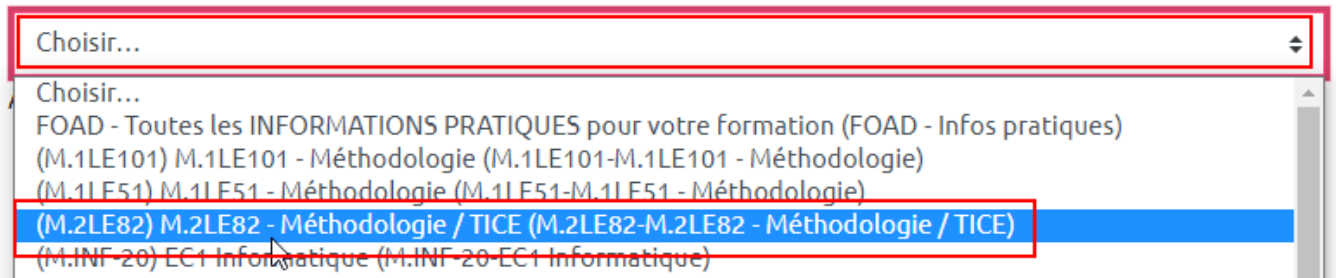 Choisir...
Choisir...
FOAD - Toutes les INFORMATIONS PRATIQUES pour votre formation (FOAD - Infos pratiques)
(M.1LE101) M.1LE101 - Méthodologie (M.1LE101-M.1LE101 - Méthodologie)
(M.1LE51) M.1LE51 - Méthodologie (M.1LE51-M.1LE51 - Méthodologie)
(M.2LE82) M.2LE82 - Méthodologie / TICE (M.2LE82-M.2LE82 - Méthodologie / TICE)
(M.INF-20) EC1 Informatique (M.INF-20-EC1 Informatique)